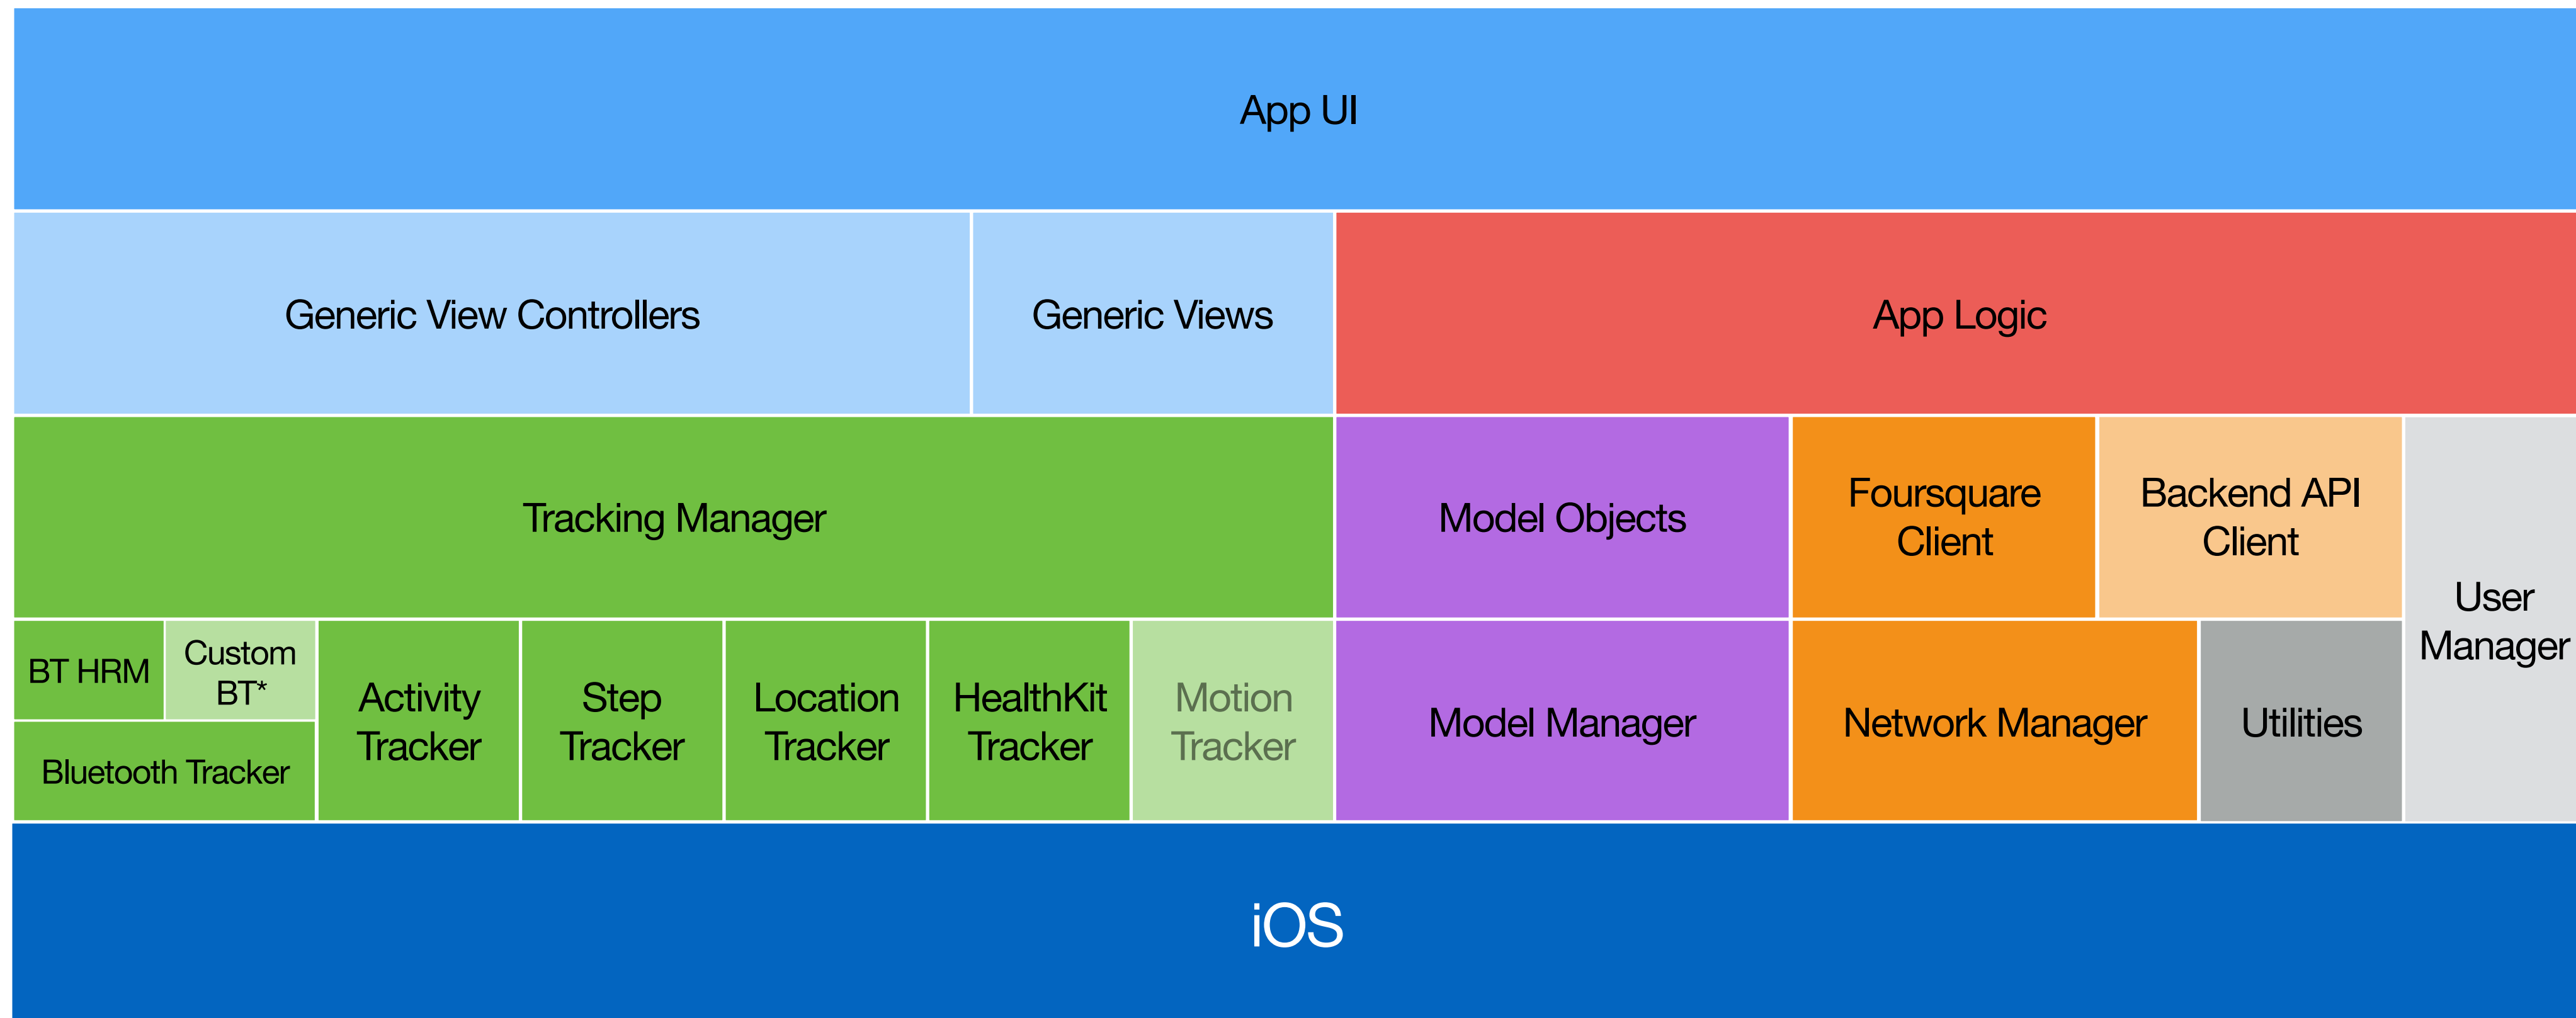 App UI
Generic View Controllers
Generic Views
App Logic
Tracking Manager
Model Objects
Foursquare
Client
Backend API
Client
User
Manager
BT HRM
Custom
BT*
Bluetooth Tracker
Activity
Tracker
Step
Tracker
Location
Tracker
HealthKit
Tracker
Motion
Tracker
Model Manager
Network Manager
Utilities
iOS